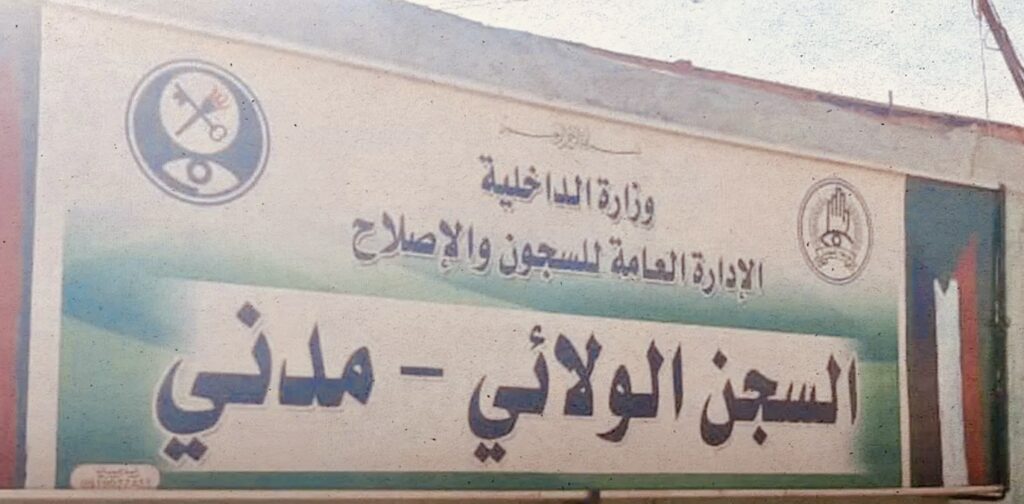 وزارة الداخلية
الإدارة العامة للسجون والإصلاح
السجن الولائي - مدني